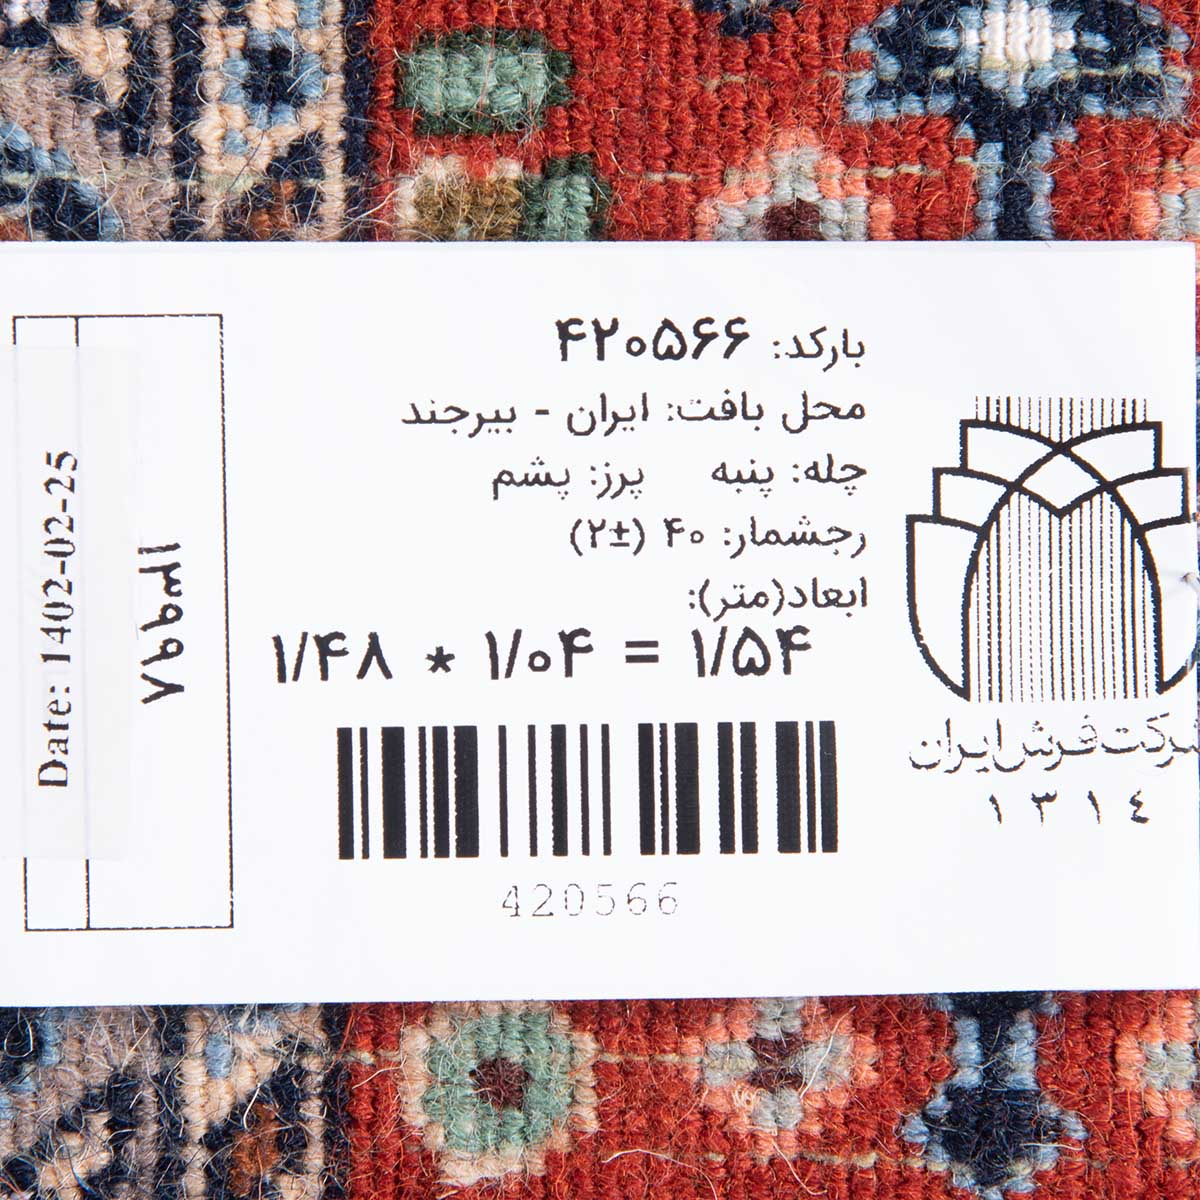 بارکد: ۴۲۰۵۶۶
محل بافت: ایران - بیرجند
چله: پنبه پرز: پشم
رجشمار: ۴۰ (±۲)
ابعاد(متر):
۱/۴۸ * ۱/۰۴ = ۱/۵۴
420566
شرکت فرش ایران
۱۳۱٤
Date: 1402-02-25